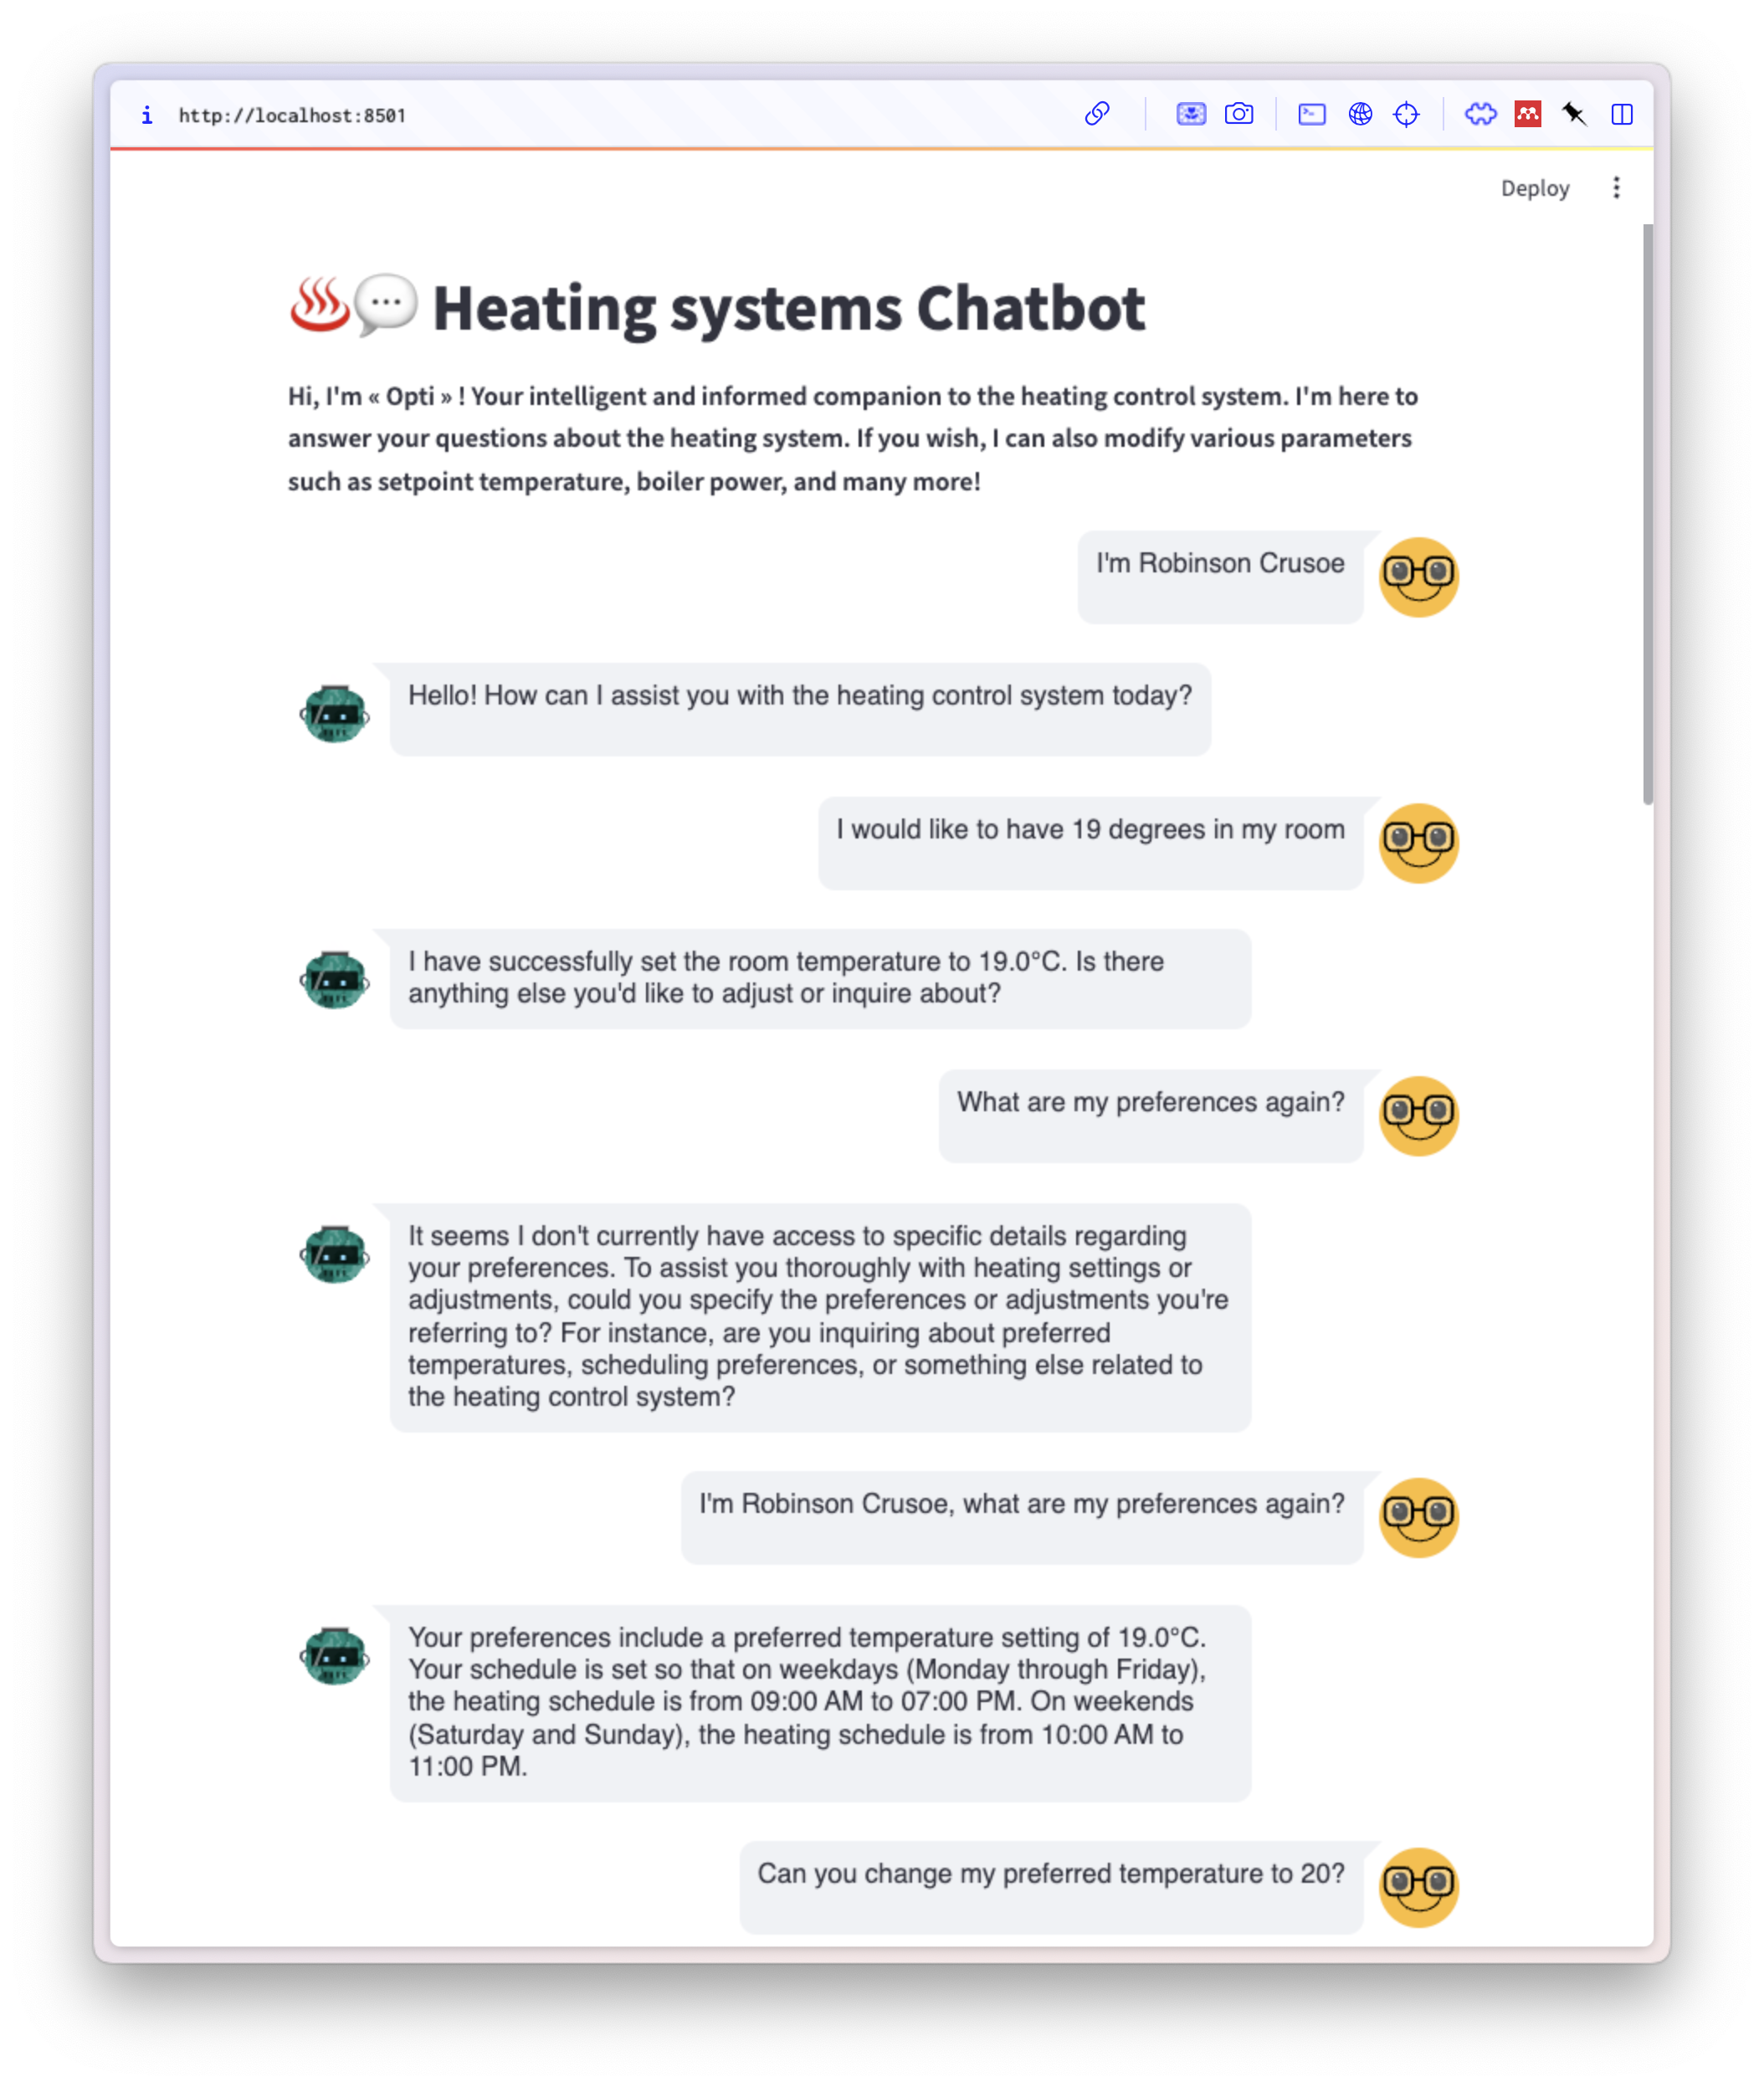 i http://localhost:8501
Deploy
Heating systems Chatbot
Hi, I'm « Opti » ! Your intelligent and informed companion to the heating control system. I'm here to
answer your questions about the heating system. If you wish, I can also modify various parameters
such as setpoint temperature, boiler power, and many more!
I'm Robinson Crusoe
Hello! How can I assist you with the heating control system today?
I would like to have 19 degrees in my room
I have successfully set the room temperature to 19.0°C. Is there
anything else you'd like to adjust or inquire about?
What are my preferences again?
It seems I don't currently have access to specific details regarding
your preferences. To assist you thoroughly with heating settings or
adjustments, could you specify the preferences or adjustments you're
referring to? For instance, are you inquiring about preferred
temperatures, scheduling preferences, or something else related to
the heating control system?
I'm Robinson Crusoe, what are my preferences again?
Your preferences include a preferred temperature setting of 19.0°C.
Your schedule is set so that on weekdays (Monday through Friday),
the heating schedule is from 09:00 AM to 07:00 PM. On weekends
(Saturday and Sunday), the heating schedule is from 10:00 AM to
11:00 PM.
Can you change my preferred temperature to 20?